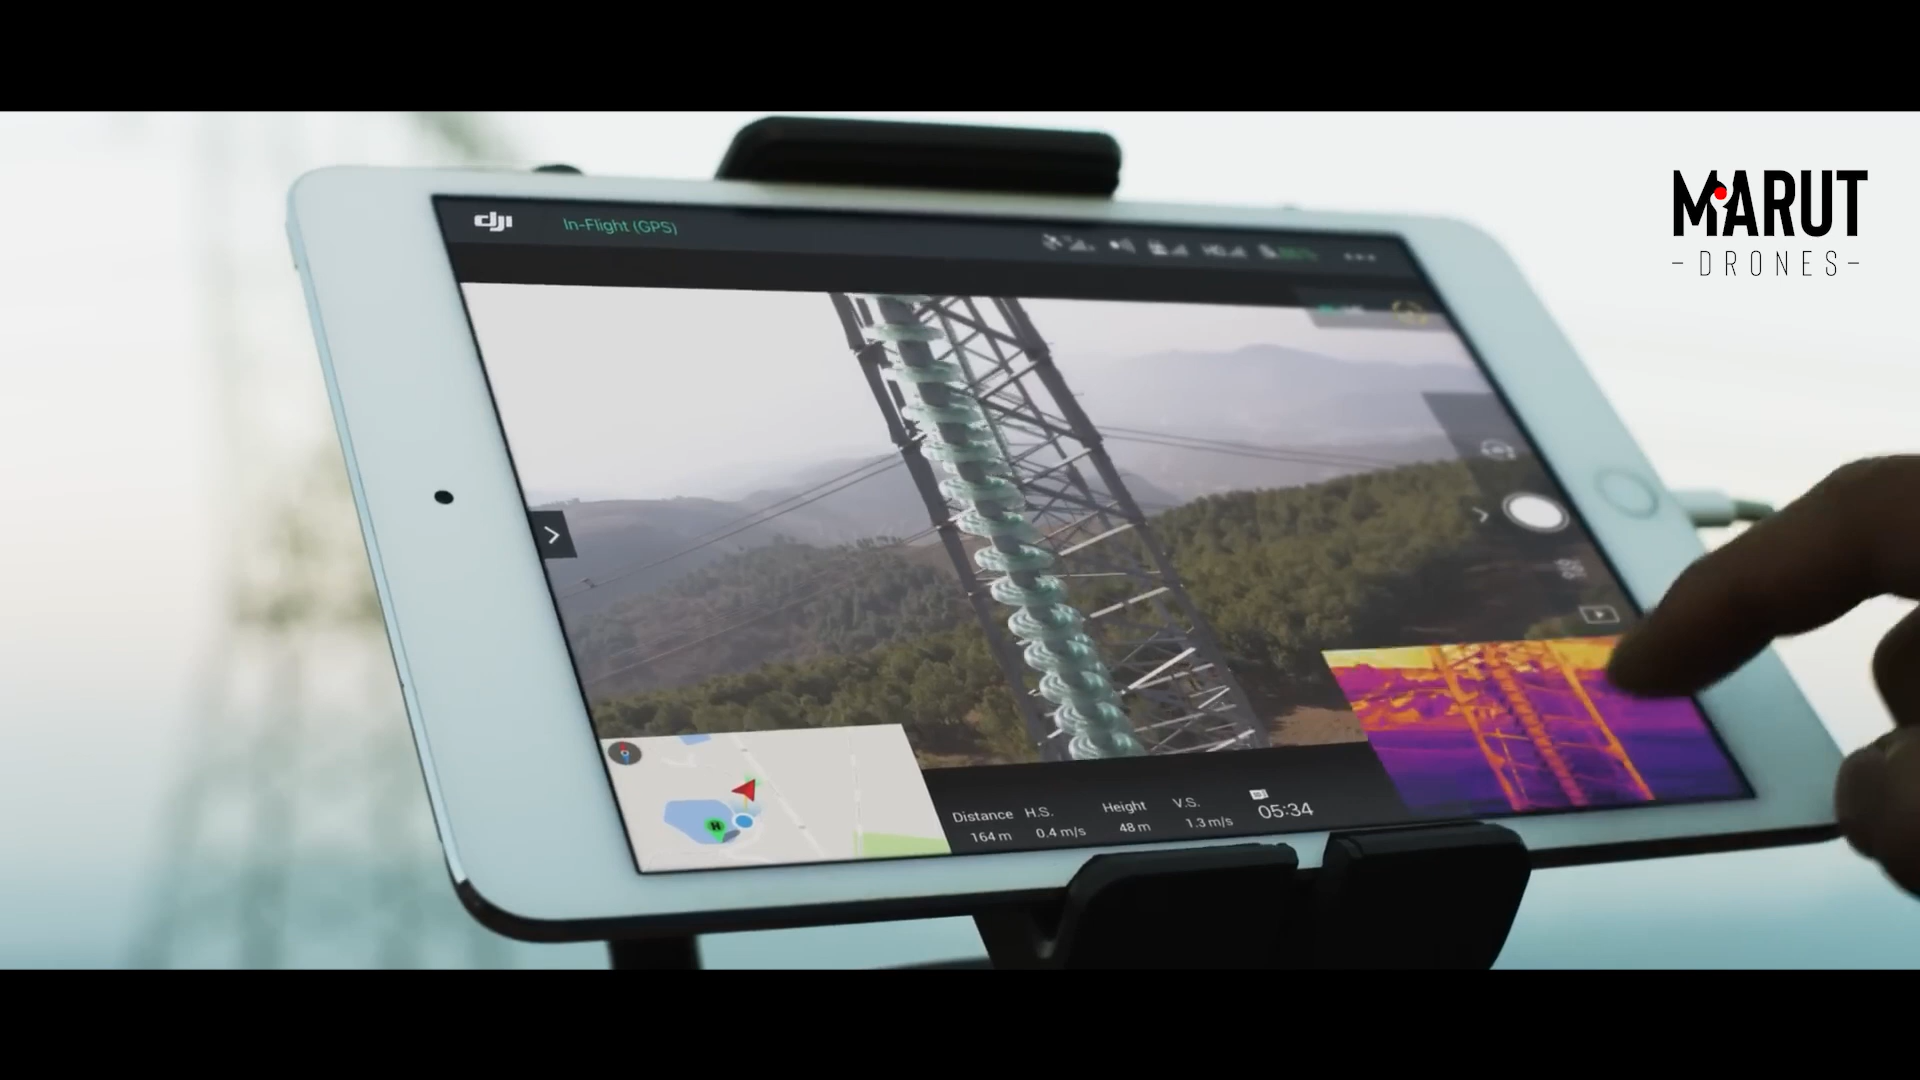 MARUT
-DRONES-
dji
In-Flight (GPS)
Distance 164 m
H.S. 0.4 m/s
Height 48 m
V.S. 1.3 m/s
05:34
H